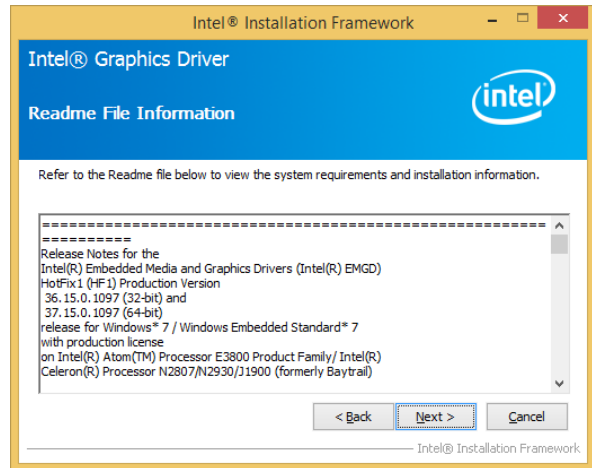 Intel® Installation Framework
Intel® Graphics Driver
Readme File Information
intel®
Refer to the Readme file below to view the system requirements and installation information.
=========================================================
==========
Release Notes for the
Intel(R) Embedded Media and Graphics Drivers (Intel(R) EMGD)
HotFix1 (HF1) Production Version
36.15.0.1097 (32-bit) and
37.15.0.1097 (64-bit)
release for Windows* 7 / Windows Embedded Standard* 7
with production license
on Intel(R) Atom(TM) Processor E3800 Product Family/ Intel(R)
Celeron(R) Processor N2807/N2930/J1900 (formerly Baytrail)
< Back Next > Cancel
Intel® Installation Framework